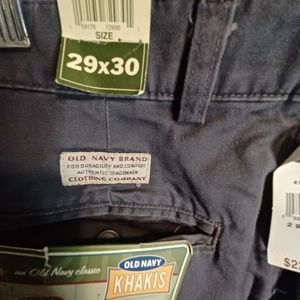 SIZE
29x30
OLD NAVY BRAND
FOR DURABILITY AND COMFORT
AUTHENTIC TRADEMARK
CLOTHING COMPANY
an Old Navy classic
OLD NAVY
KHAKIS